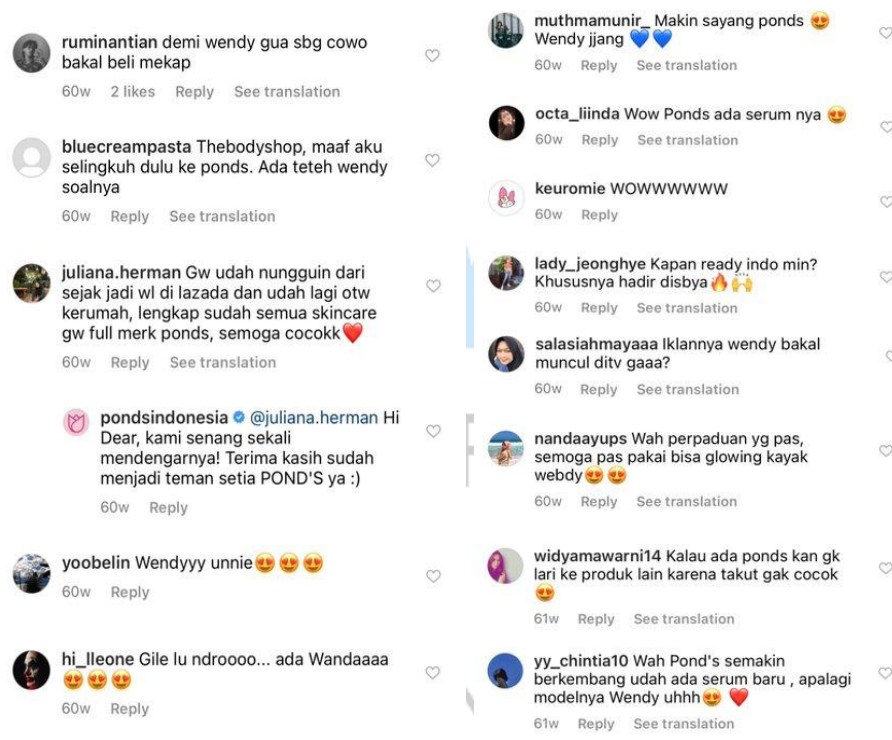 ruminantian demi wendy gua sbg cowo
bakal beli mekap
60w 2 likes Reply See translation
bluecreampasta Thebodyshop, maaf aku
selingkuh dulu ke ponds. Ada teteh wendy
soalnya
60w Reply See translation
juliana.herman Gw udah nungguin dari
sejak jadi wl di lazada dan udah lagi otw
kerumah, lengkap sudah semua skincare
gw full merk ponds, semoga cocokk❤️
60w Reply See translation
pondsindonesia @juliana.herman Hi
Dear, kami senang sekali
mendengarnya! Terima kasih sudah
menjadi teman setia POND'S ya :)
60w Reply
yoobelin Wendyyy unnie😍😍😍
60w Reply
hi_lleone Gile lu ndroooo... ada Wandaaaa
😍😍😍
60w Reply
muthmamunir_ Makin sayang ponds 😍
Wendy jjang 💙💙
60w Reply See translation
octa_liinda Wow Ponds ada serum nya 😍
60w Reply See translation
keuromie WOWWWWWW
60w Reply
lady_jeonghye Kapan ready indo min?
Khususnya hadir disbya🔥🙌
60w Reply See translation
salasiahmayaaa Iklannya wendy bakal
muncul ditv gaaa?
60w Reply See translation
nandaayups Wah perpaduan yg pas,
semoga pas pakai bisa glowing kayak
webdy😍😍
60w Reply See translation
widyamawarni14 Kalau ada ponds kan gk
lari ke produk lain karena takut gak cocok
😍
61w Reply See translation
yy_chintia10 Wah Pond's semakin
berkembang udah ada serum baru , apalagi
modelnya Wendy uhhh😍 ❤️
61w Reply See translation